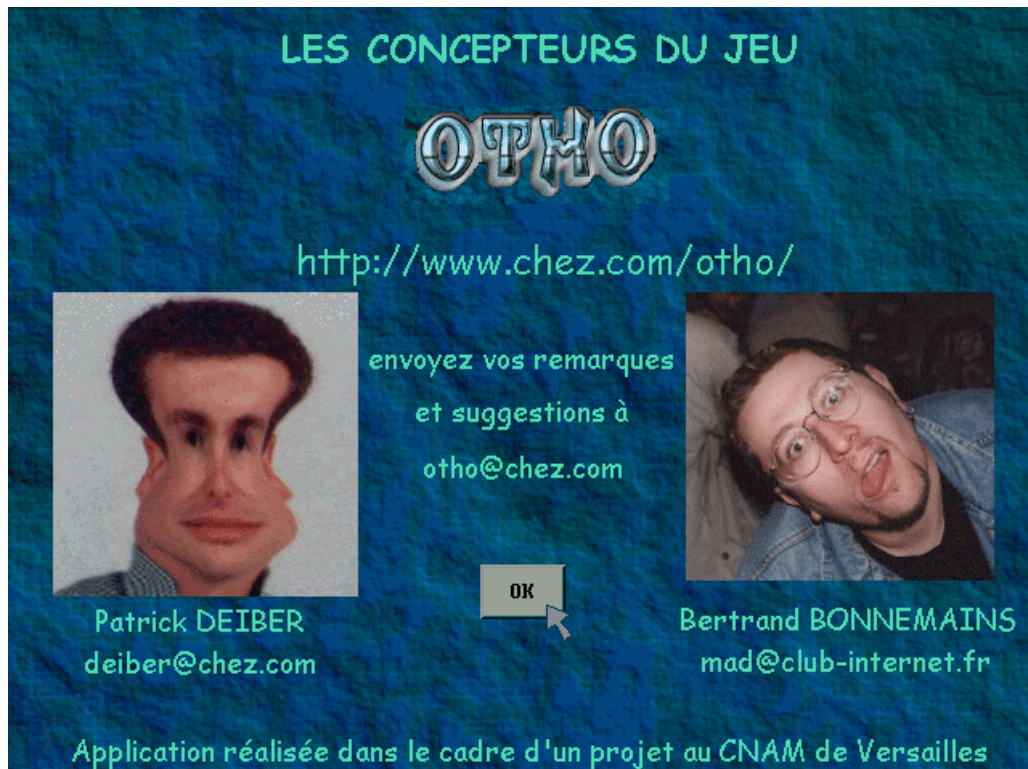 LES CONCEPTEURS DU JEU
OTHO
http://www.chez.com/otho/
envoyez vos remarques
et suggestions à
otho@chez.com
OK
Patrick DEIBER
deiber@chez.com
Bertrand BONNEMAINS
mad@club-internet.fr
Application réalisée dans le cadre d'un projet au CNAM de Versailles